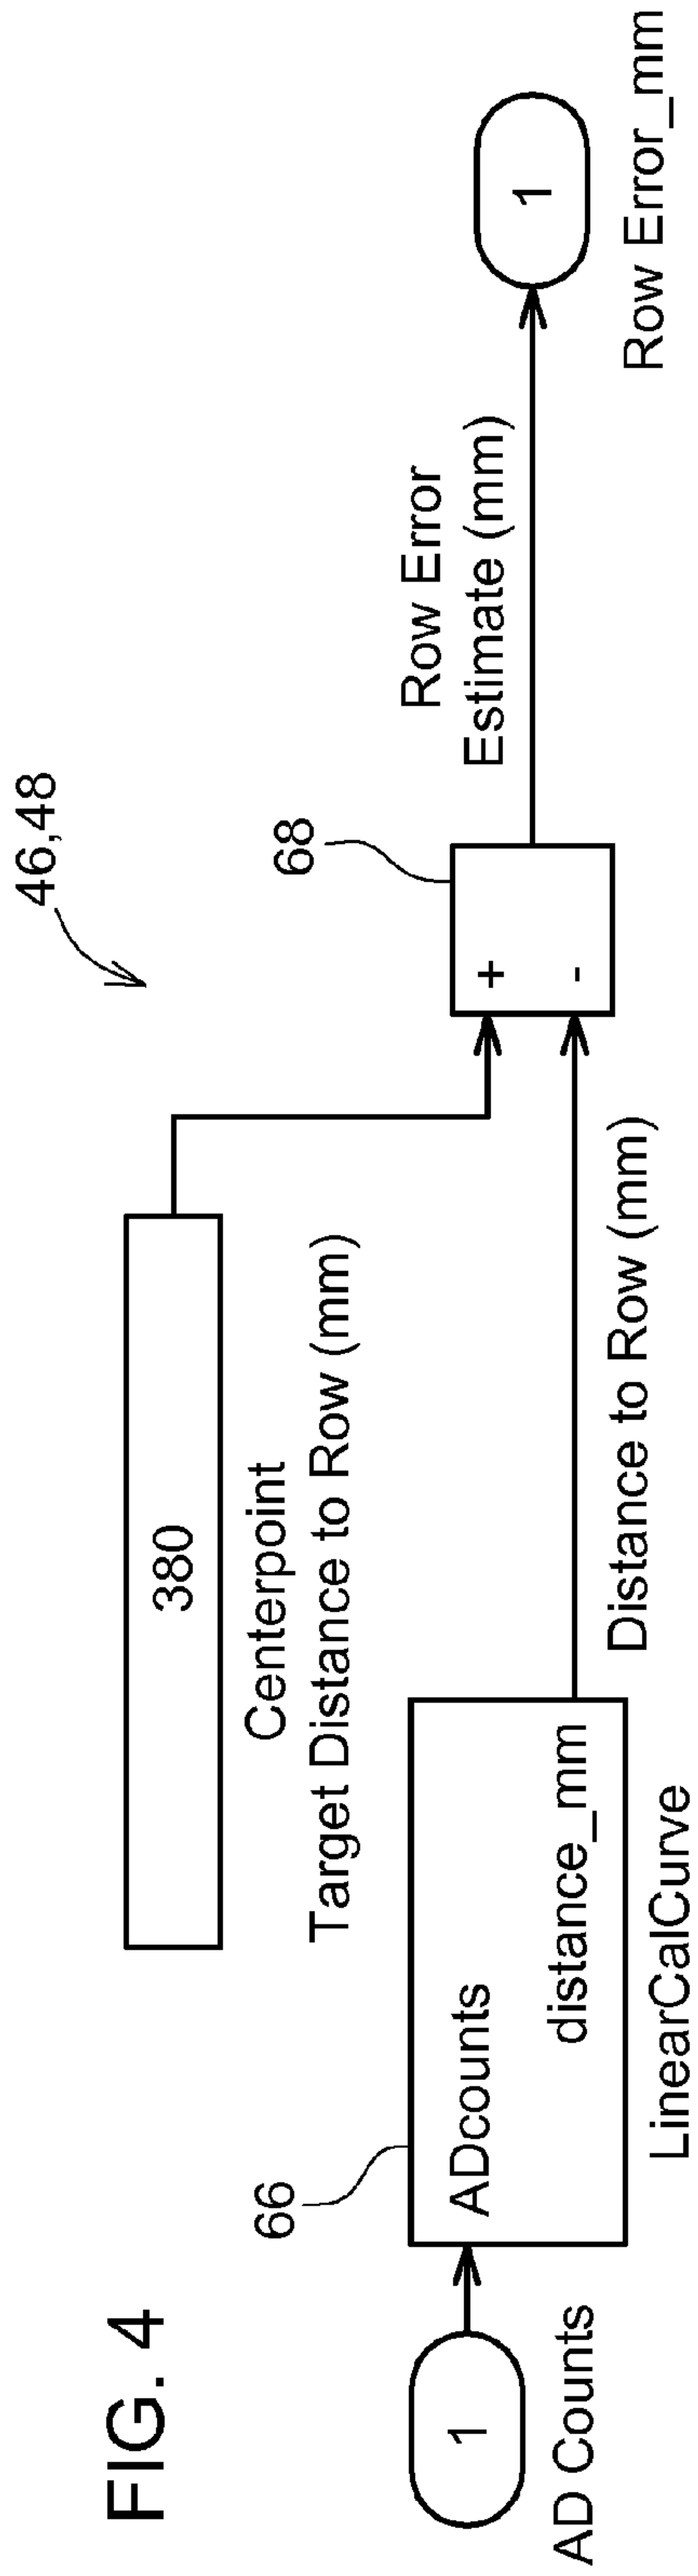 FIG. 4
46,48
380
Centerpoint
Target Distance to Row (mm)
1
AD Counts
66
ADcounts
distance_mm
LinearCalCurve
Distance to Row (mm)
68
+
-
Row Error
Estimate (mm)
1
Row Error_mm